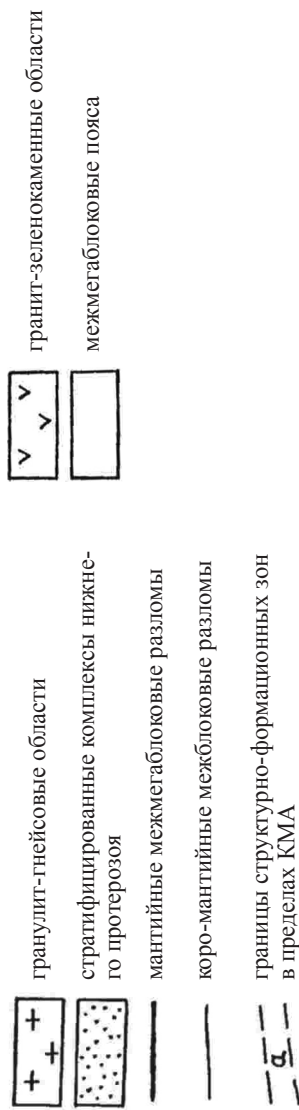 гранулит-гнейсовые области
стратифицированные комплексы нижне-
го протерозоя
мантийные межмегаблоковые разломы
коро-мантийные межблоковые разломы
а
границы структурно-формационных зон
в пределах КМА
гранит-зеленокаменные области
межмегаблоковые пояса